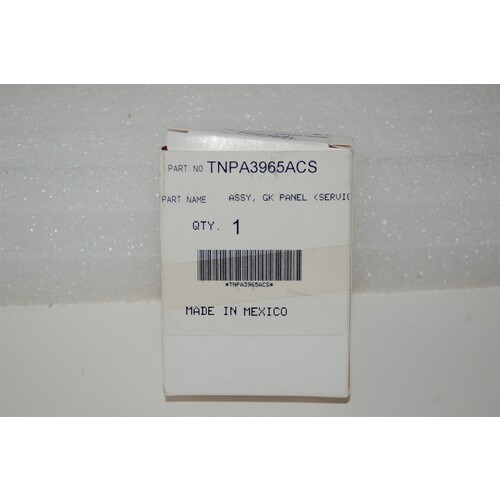 PART NO TNPA3965ACS
PART NAME ASSY, GK PANEL (SERVIC
QTY. 1
*TNPA3965ACS*
MADE IN MEXICO